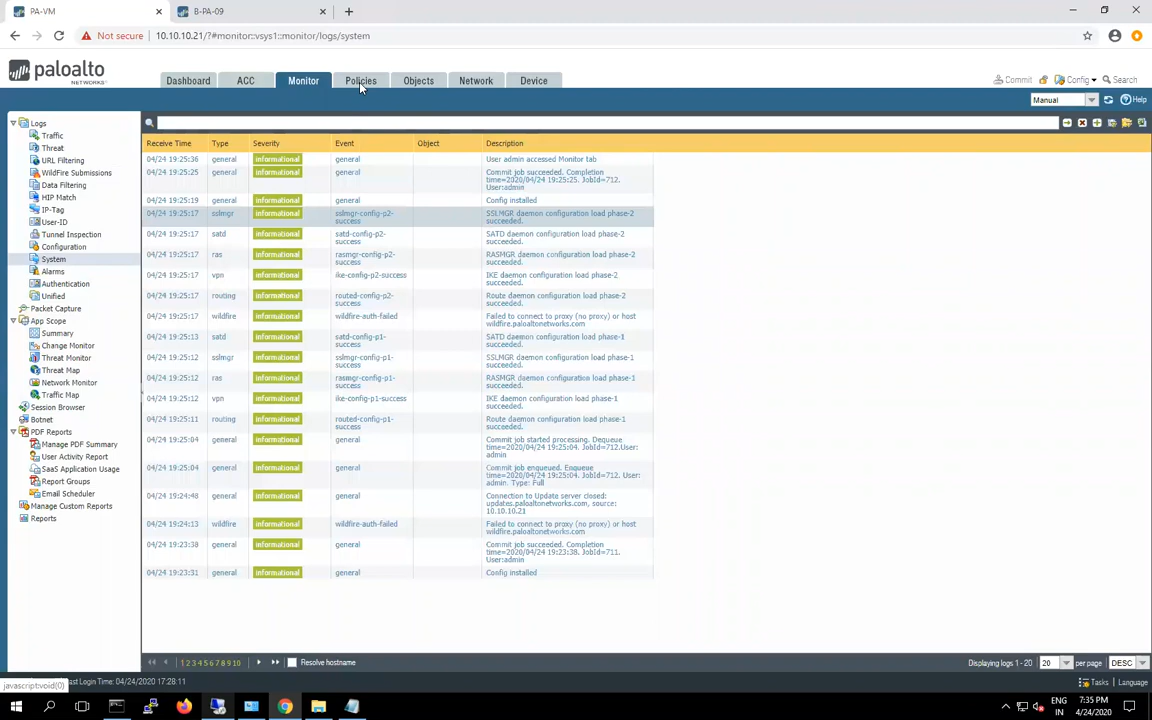 PA-VM
B-PA-09
Not secure 10.10.10.21/?#monitor::vsys1::monitor/logs/system
paloalto
NETWORKS
Dashboard ACC Monitor Policies Objects Network Device
Commit Config Search
Manual Help
Logs
Traffic
Threat
URL Filtering
WildFire Submissions
Data Filtering
HIP Match
IP-Tag
User-ID
Tunnel Inspection
Configuration
System
Alarms
Authentication
Unified
Packet Capture
App Scope
Summary
Change Monitor
Threat Monitor
Threat Map
Network Monitor
Traffic Map
Session Browser
Botnet
PDF Reports
Manage PDF Summary
User Activity Report
SaaS Application Usage
Report Groups
Email Scheduler
Manage Custom Reports
Reports
Receive Time Type Severity Event Object Description
04/24 19:25:36 general informational general User admin accessed Monitor tab
04/24 19:25:25 general informational general Commit job succeeded. Completion
time=2020/04/24 19:25:25. JobId=712.
User:admin
04/24 19:25:19 general informational general Config installed
04/24 19:25:17 sslmgr informational sslmgr-config-p2- SSLMGR daemon configuration load phase-2
success succeeded.
04/24 19:25:17 satd informational satd-config-p2- SATD daemon configuration load phase-2
success succeeded.
04/24 19:25:17 ras informational rasmgr-config-p2- RASMGR daemon configuration load phase-2
success succeeded.
04/24 19:25:17 vpn informational ike-config-p2-success IKE daemon configuration load phase-2
succeeded.
04/24 19:25:17 routing informational routed-config-p2- Route daemon configuration load phase-2
success succeeded.
04/24 19:25:17 wildfire informational wildfire-auth-failed Failed to connect to proxy (no proxy) or host
wildfire.paloaltonetworks.com
04/24 19:25:13 satd informational satd-config-p1- SATD daemon configuration load phase-1
success succeeded.
04/24 19:25:12 sslmgr informational sslmgr-config-p1- SSLMGR daemon configuration load phase-1
success succeeded.
04/24 19:25:12 ras informational rasmgr-config-p1- RASMGR daemon configuration load phase-1
success succeeded.
04/24 19:25:12 vpn informational ike-config-p1-success IKE daemon configuration load phase-1
succeeded.
04/24 19:25:11 routing informational routed-config-p1- Route daemon configuration load phase-1
success succeeded.
04/24 19:25:04 general informational general Commit job started processing. Dequeue
time=2020/04/24 19:25:04. JobId=712.User:
admin
04/24 19:25:04 general informational general Commit job enqueued. Enqueue
time=2020/04/24 19:25:04. JobId=712. User:
admin. Type: Full
04/24 19:24:48 general informational general Connection to Update server closed:
updates.paloaltonetworks.com, source:
10.10.10.21
04/24 19:24:13 wildfire informational wildfire-auth-failed Failed to connect to proxy (no proxy) or host
wildfire.paloaltonetworks.com
04/24 19:23:38 general informational general Commit job succeeded. Completion
time=2020/04/24 19:23:38. JobId=711.
User:admin
04/24 19:23:31 general informational general Config installed
1 2 3 4 5 6 7 8 9 10 Resolve hostname Displaying logs 1 - 20 20 per page DESC
javascript:void(0) Last Login Time: 04/24/2020 17:28:11 Tasks Language
ENG 7:35 PM
IN 4/24/2020